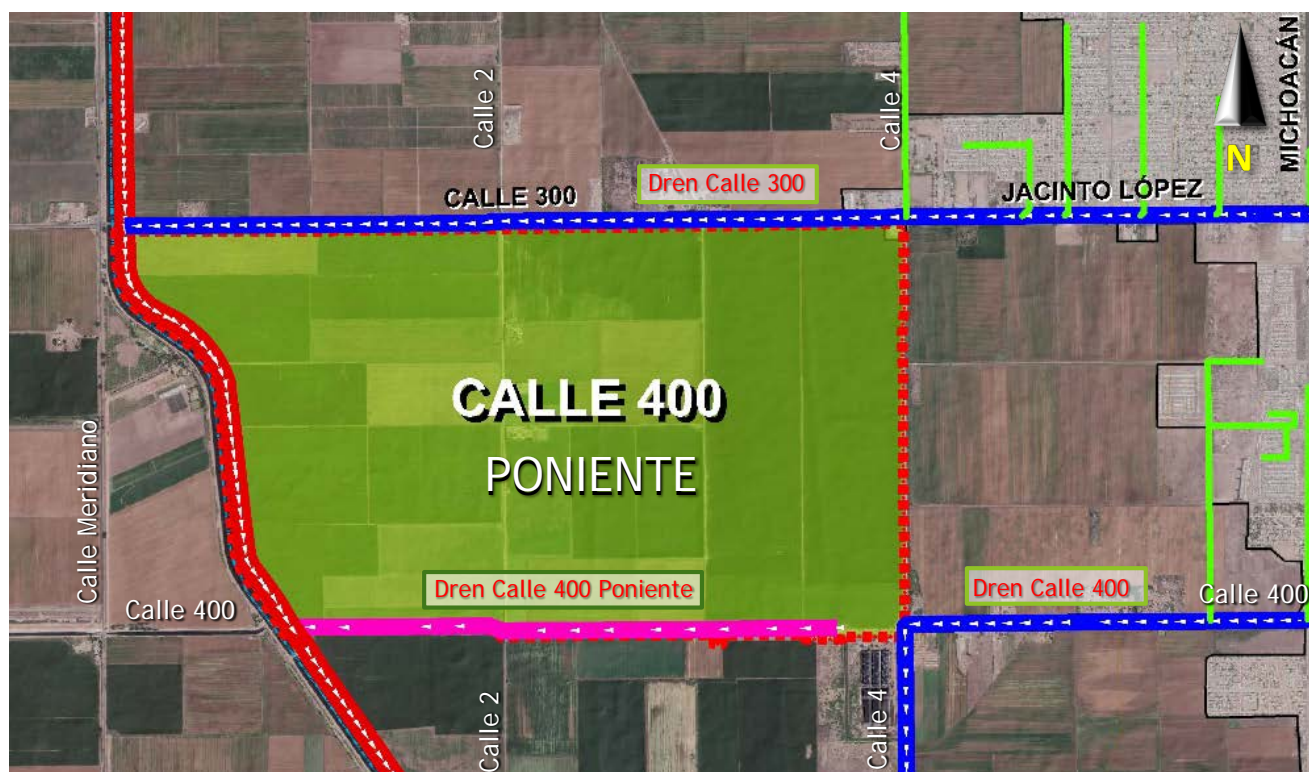 MICHOACÁN
Calle 2
Calle 4
N
Dren Calle 300
CALLE 300
JACINTO LÓPEZ
CALLE 400
PONIENTE
Calle Meridiano
Dren Calle 400 Poniente
Dren Calle 400
Calle 400
Calle 400
Calle 2
Calle 4